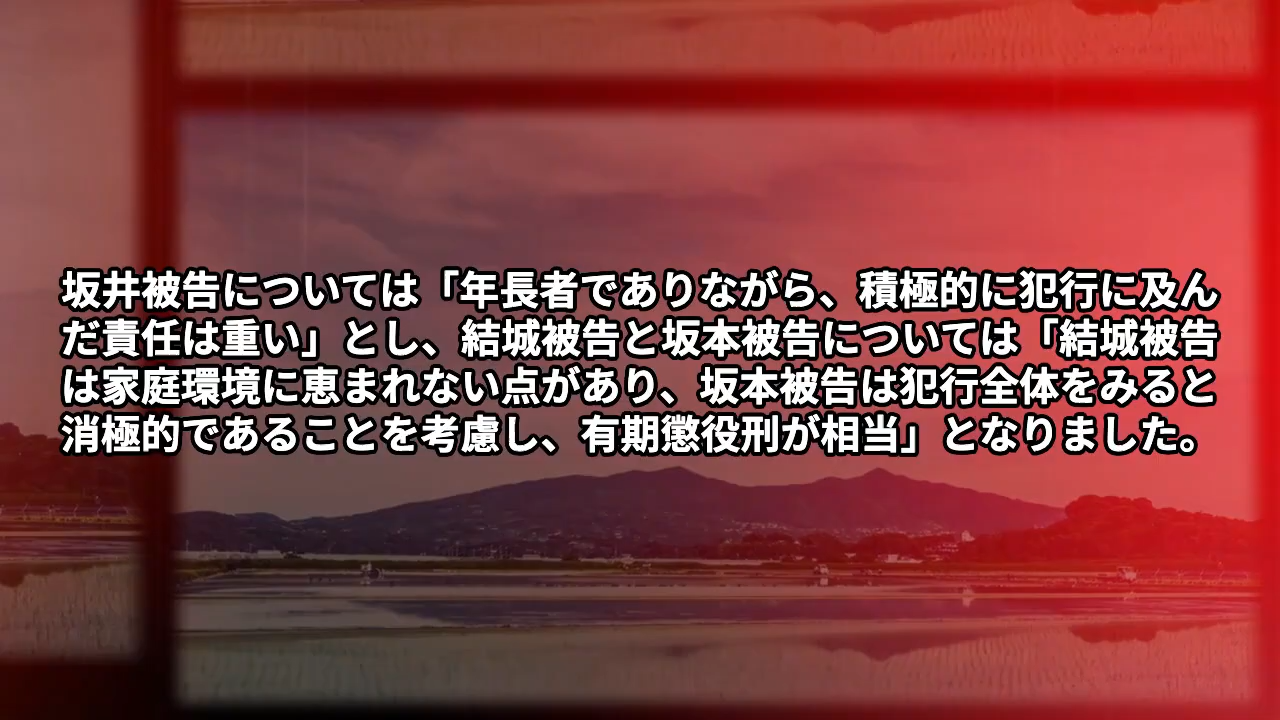 坂井被告については「年長者でありながら、積極的に犯行に及ん
だ責任は重い」とし、結城被告と坂本被告については「結城被告
は家庭環境に恵まれない点があり、坂本被告は犯行全体をみると
消極的であることを考慮し、有期懲役刑が相当」となりました。